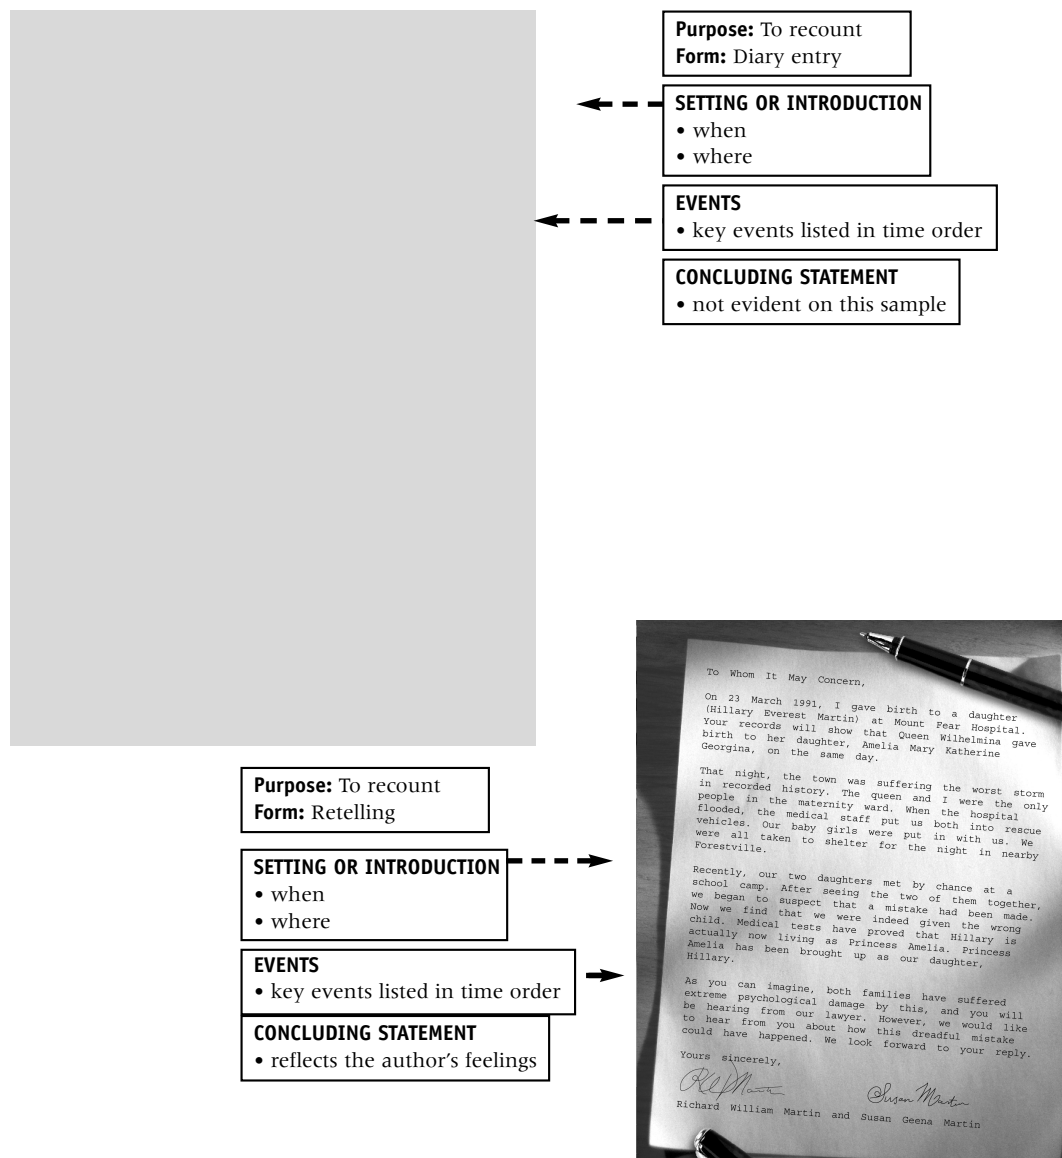 Purpose: To recount
Form: Diary entry
SETTING OR INTRODUCTION
• when
• where
EVENTS
• key events listed in time order
CONCLUDING STATEMENT
• not evident on this sample
Purpose: To recount
Form: Retelling
SETTING OR INTRODUCTION
• when
• where
EVENTS
• key events listed in time order
CONCLUDING STATEMENT
• reflects the author's feelings
To Whom It May Concern,
On 23 March 1991, I gave birth to a daughter
(Hillary Everest Martin) at Mount Fear Hospital.
Your records will show that Queen Wilhelmina gave
birth to her daughter, Amelia Mary Katherine
Georgina, on the same day.
That night, the town was suffering the worst storm
in recorded history. The queen and I were the only
people in the maternity ward. When the hospital
flooded, the medical staff put us both into rescue
vehicles. Our baby girls were put in with us. We
were all taken to shelter for the night in nearby
Forestville.
Recently, our two daughters met by chance at a
school camp. After seeing the two of them together,
we began to suspect that a mistake had been made.
Now we find that we were indeed given the wrong
child. Medical tests have proved that Hillary is
actually now living as Princess Amelia. Princess
Amelia has been brought up as our daughter,
Hillary.
As you can imagine, both families have suffered
extreme psychological damage by this, and you will
be hearing from our lawyer. However, we would like
to hear from you about how this dreadful mistake
could have happened. We look forward to your reply.
Yours sincerely,
Susan Martin
Richard William Martin and Susan Geena Martin